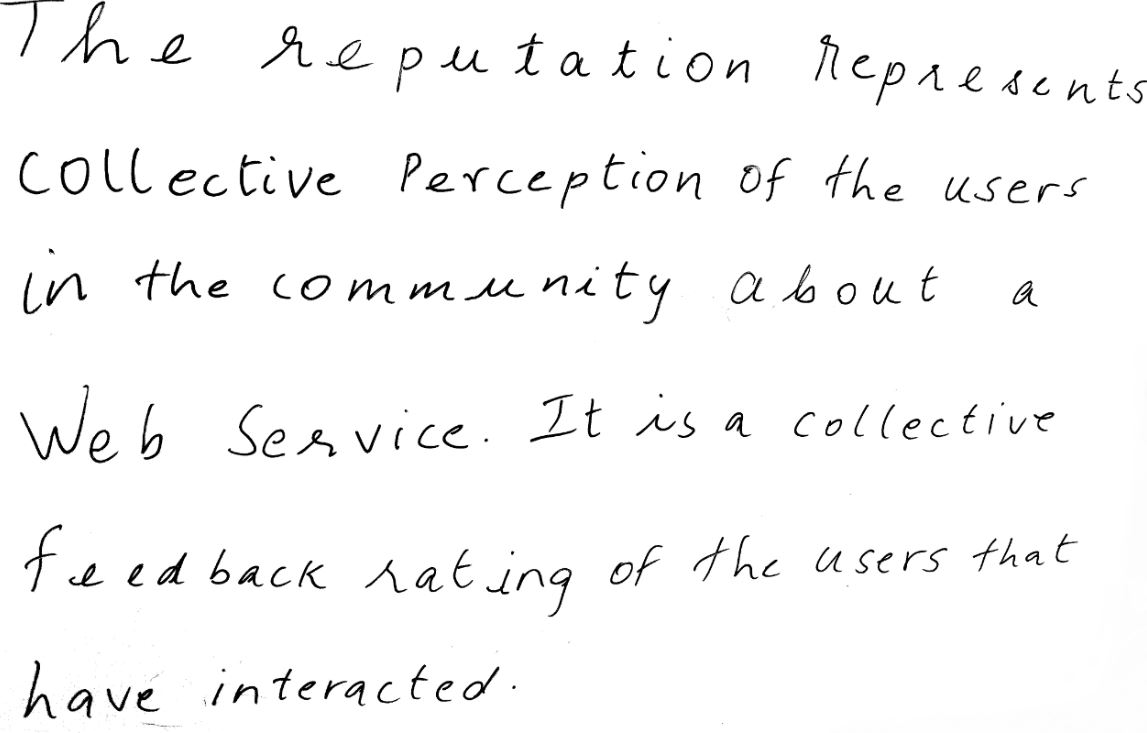 The reputation represents
collective Perception of the users
in the community about a
Web Service. It is a collective
feedback rating of the users that
have interacted.